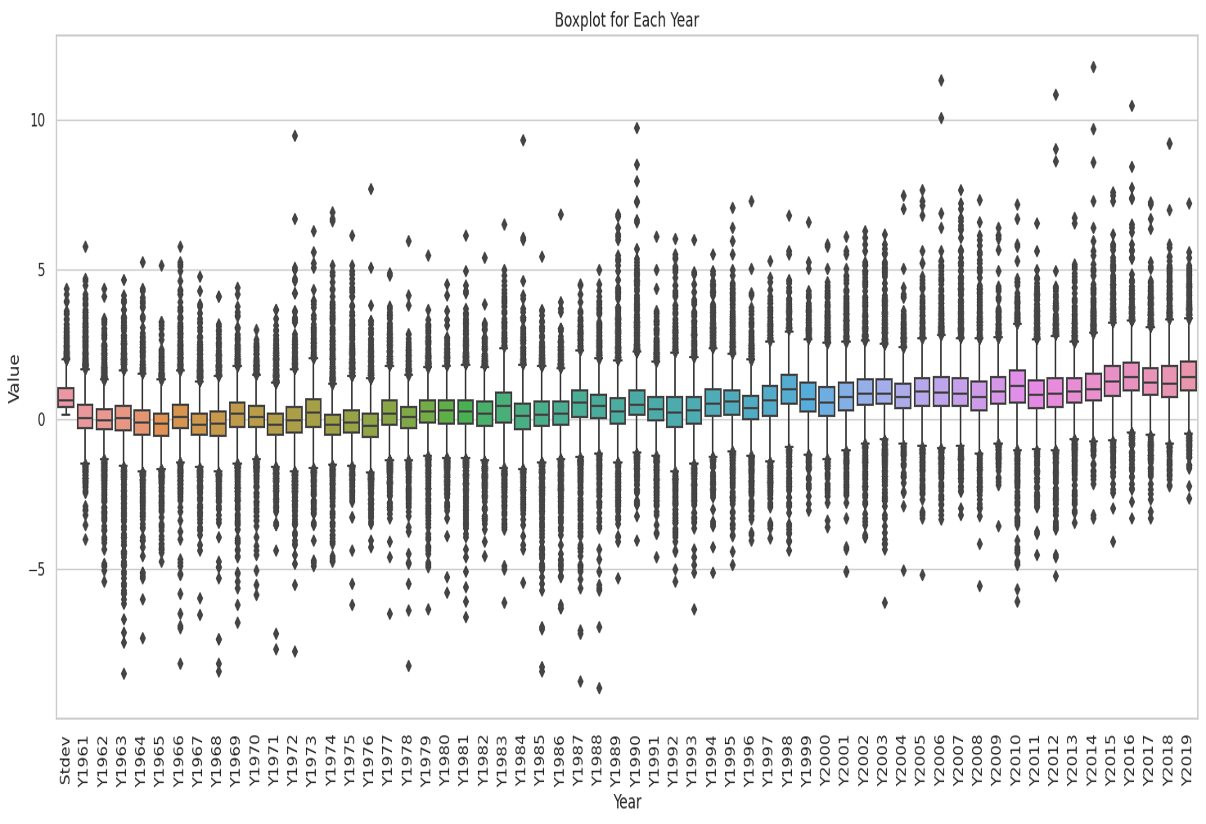 Boxplot for Each Year
10
5
0
−5
Value
Stdev
Y1961
Y1962
Y1963
Y1964
Y1965
Y1966
Y1967
Y1968
Y1969
Y1970
Y1971
Y1972
Y1973
Y1974
Y1975
Y1976
Y1977
Y1978
Y1979
Y1980
Y1981
Y1982
Y1983
Y1984
Y1985
Y1986
Y1987
Y1988
Y1989
Y1990
Y1991
Y1992
Y1993
Y1994
Y1995
Y1996
Y1997
Y1998
Y1999
Y2000
Y2001
Y2002
Y2003
Y2004
Y2005
Y2006
Y2007
Y2008
Y2009
Y2010
Y2011
Y2012
Y2013
Y2014
Y2015
Y2016
Y2017
Y2018
Y2019
Year